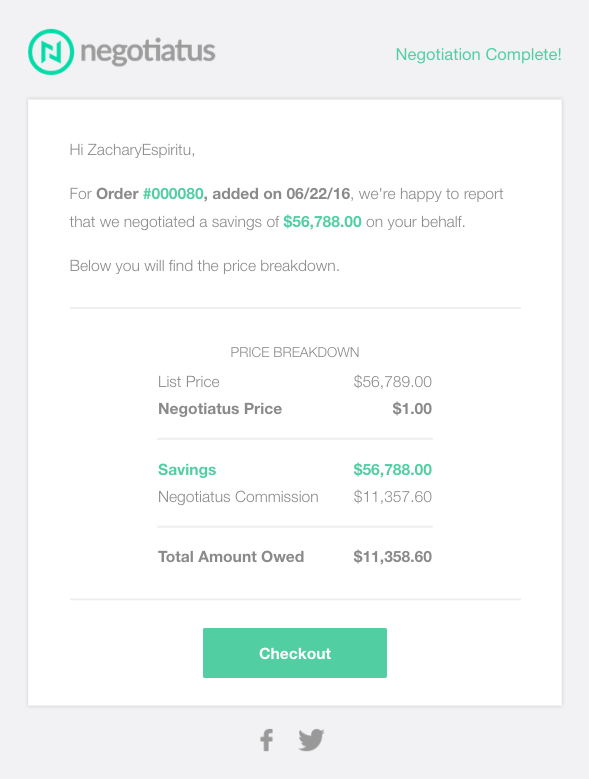 negotiatus
Negotiation Complete!
Hi ZacharyEspiritu,
For Order #000080, added on 06/22/16, we're happy to report
that we negotiated a savings of $56,788.00 on your behalf.
Below you will find the price breakdown.
PRICE BREAKDOWN
List Price $56,789.00
Negotiatus Price $1.00
Savings $56,788.00
Negotiatus Commission $11,357.60
Total Amount Owed $11,358.60
Checkout